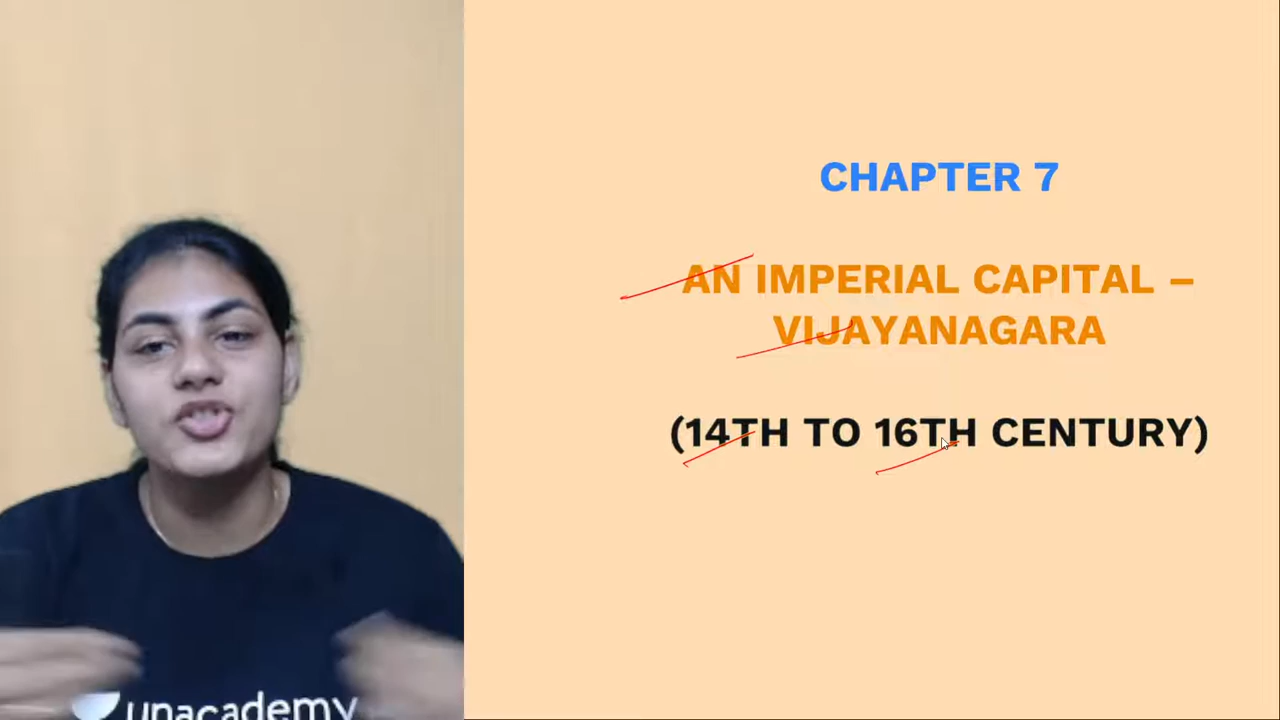 CHAPTER 7
AN IMPERIAL CAPITAL –
VIJAYANAGARA
(14TH TO 16TH CENTURY)
unacademy